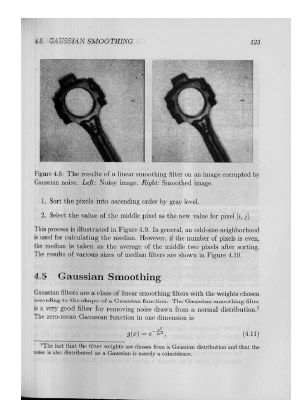 4.5. GAUSSIAN SMOOTHING 123
Figure 4.8: The results of a linear smoothing filter on an image corrupted by
Gaussian noise. Left: Noisy image. Right: Smoothed image.
1. Sort the pixels into ascending order by gray level.
2. Select the value of the middle pixel as the new value for pixel [i, j].
This process is illustrated in Figure 4.9. In general, an odd-size neighborhood
is used for calculating the median. However, if the number of pixels is even,
the median is taken as the average of the middle two pixels after sorting.
The results of various sizes of median filters are shown in Figure 4.10.
4.5 Gaussian Smoothing
Gaussian filters are a class of linear smoothing filters with the weights chosen
according to the shape of a Gaussian function. The Gaussian smoothing filter
is a very good filter for removing noise drawn from a normal distribution.¹
The zero-mean Gaussian function in one dimension is
g(x) = e^{-x²/2σ²}, (4.11)
¹The fact that the filter weights are chosen from a Gaussian distribution and that the
noise is also distributed as a Gaussian is merely a coincidence.